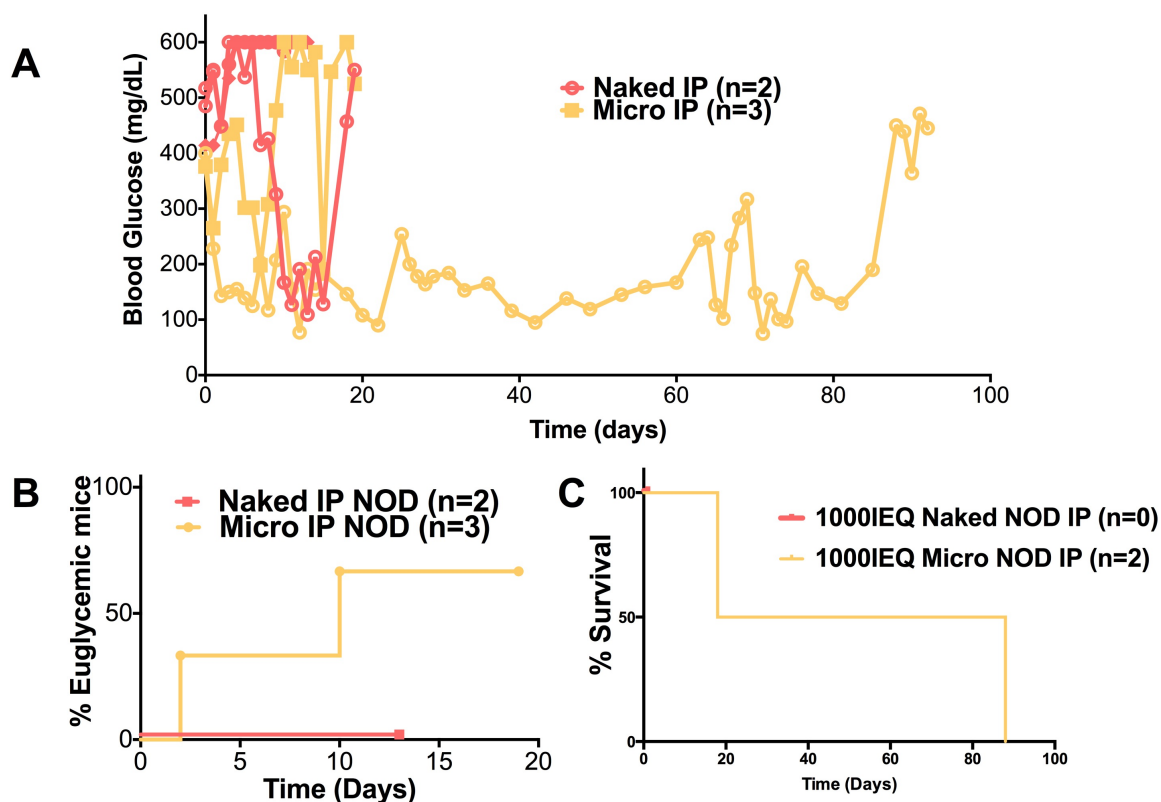 A
Blood Glucose (mg/dL)
600
500
400
300
200
100
0
0 20 40 60 80 100
Time (days)
Naked IP (n=2)
Micro IP (n=3)
B
% Euglycemic mice
100
50
0
0 5 10 15 20
Time (Days)
Naked IP NOD (n=2)
Micro IP NOD (n=3)
C
% Survival
100
50
0
0 20 40 60 80 100
Time (Days)
1000IEQ Naked NOD IP (n=0)
1000IEQ Micro NOD IP (n=2)